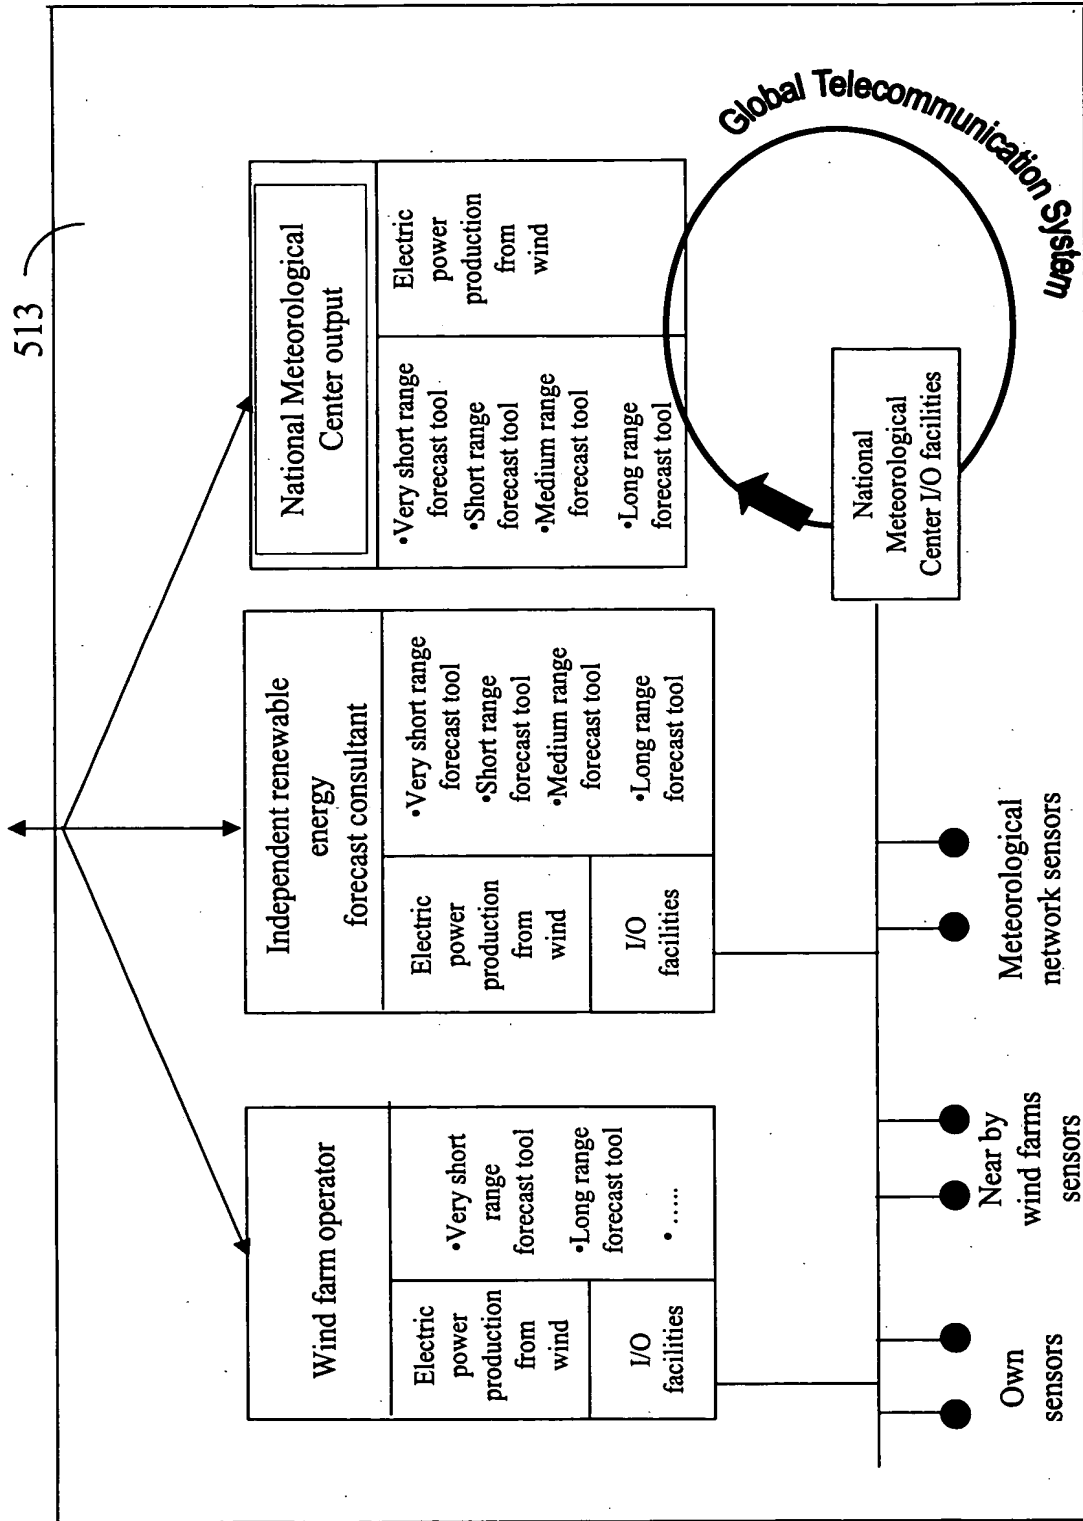 513
Wind farm operator
Electric
power
production
from
wind
I/O
facilities
•Very short
range
forecast tool
•Long range
forecast tool
•.....
Independent renewable
energy
forecast consultant
Electric
power
production
from
wind
I/O
facilities
•Very short range
forecast tool
•Short range
forecast tool
•Medium range
forecast tool
•Long range
forecast tool
National Meteorological
Center output
•Very short range
forecast tool
•Short range
forecast tool
•Medium range
forecast tool
•Long range
forecast tool
Electric
power
production
from
wind
Global Telecommunication System
National
Meteorological
Center I/O facilities
Own
sensors
Near by
wind farms
sensors
Meteorological
network sensors